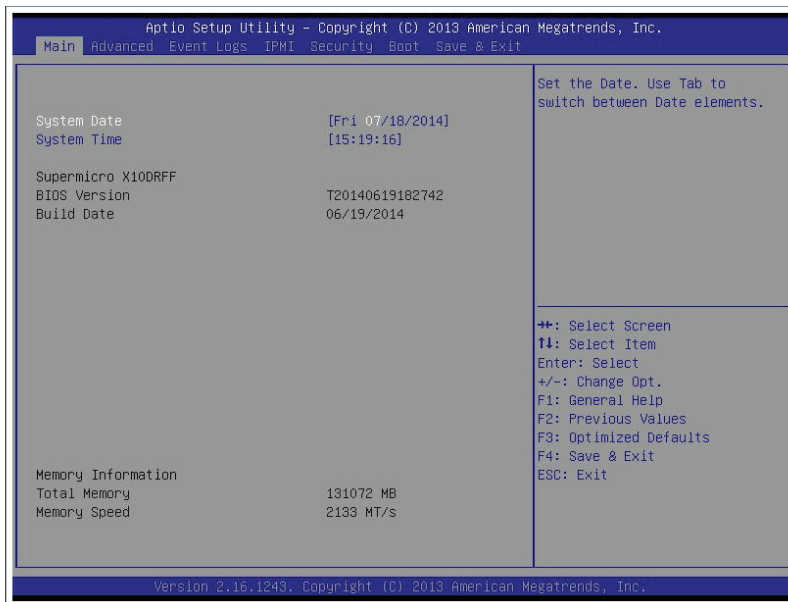 Aptio Setup Utility – Copyright (C) 2013 American Megatrends, Inc.
Main Advanced Event Logs IPMI Security Boot Save & Exit
System Date [Fri 07/18/2014]
System Time [15:19:16]
Supermicro X10DRFF
BIOS Version T20140619182742
Build Date 06/19/2014
Memory Information
Total Memory 131072 MB
Memory Speed 2133 MT/s
Set the Date. Use Tab to
switch between Date elements.
→←: Select Screen
↑↓: Select Item
Enter: Select
+/-: Change Opt.
F1: General Help
F2: Previous Values
F3: Optimized Defaults
F4: Save & Exit
ESC: Exit
Version 2.16.1243. Copyright (C) 2013 American Megatrends, Inc.